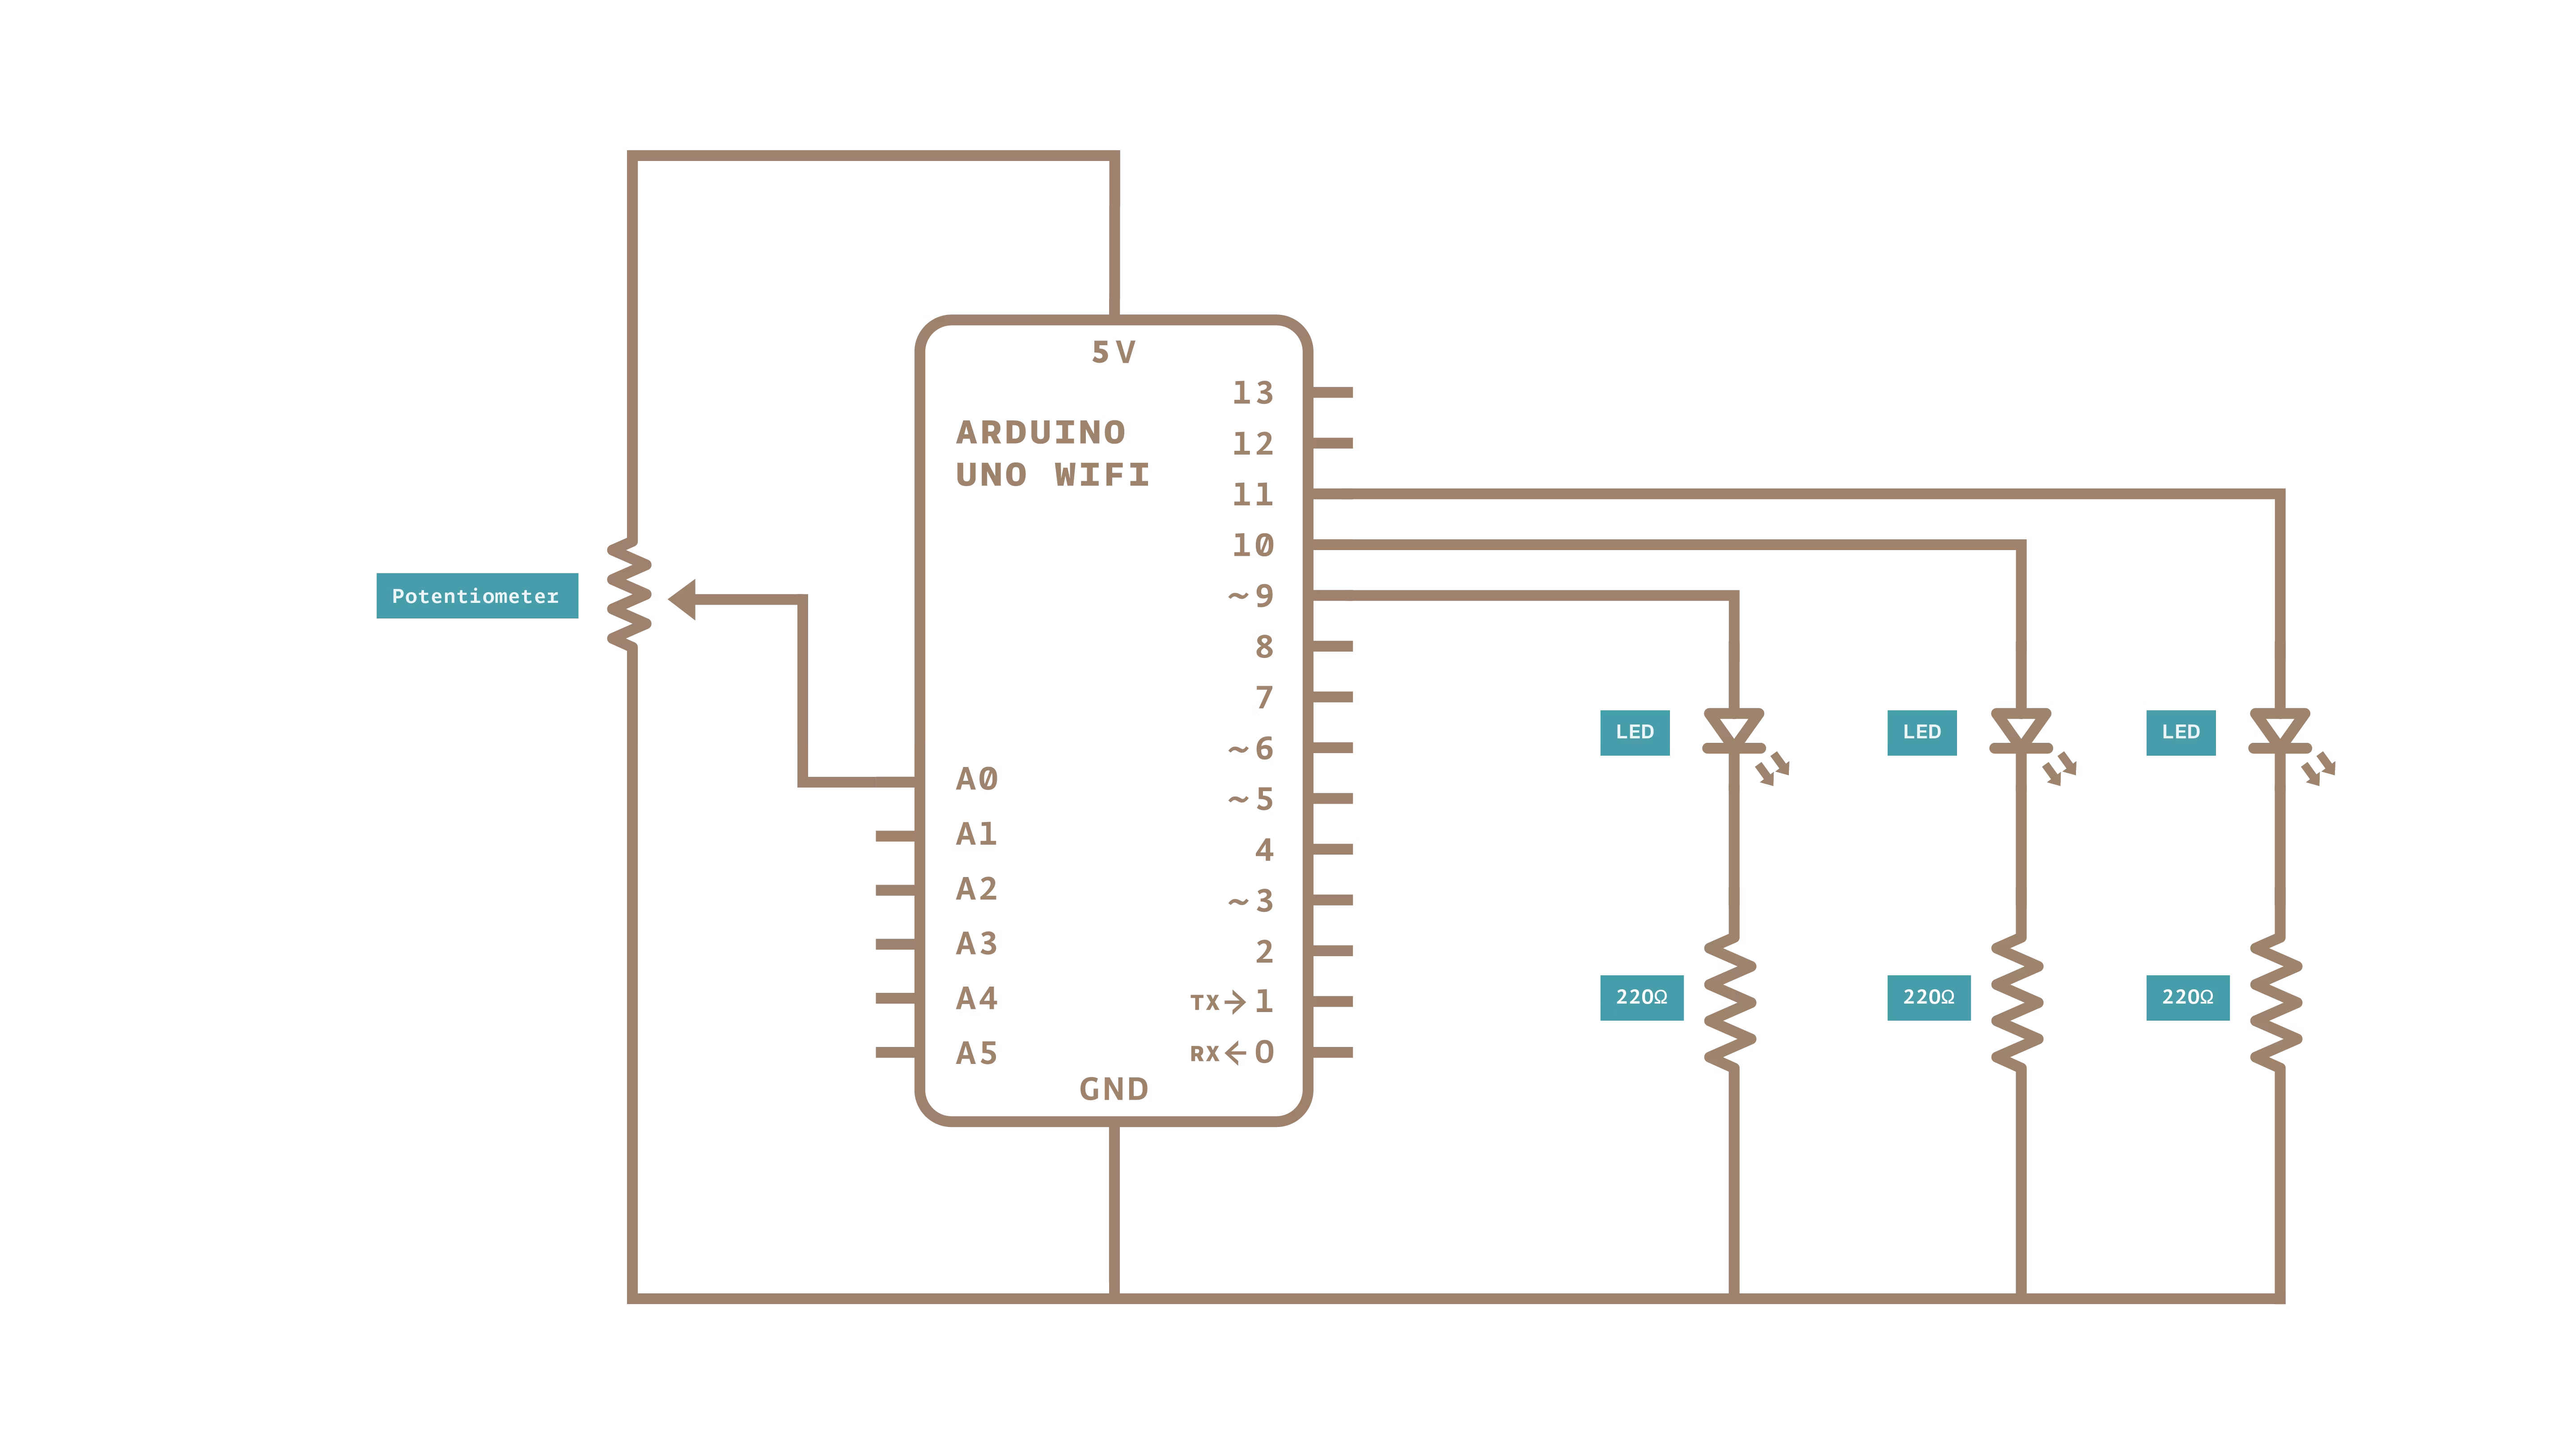 5V
ARDUINO
UNO WIFI
13
12
11
10
~9
8
7
~6
~5
4
~3
2
TX→1
RX←0
A0
A1
A2
A3
A4
A5
GND
Potentiometer
LED
LED
LED
220Ω
220Ω
220Ω